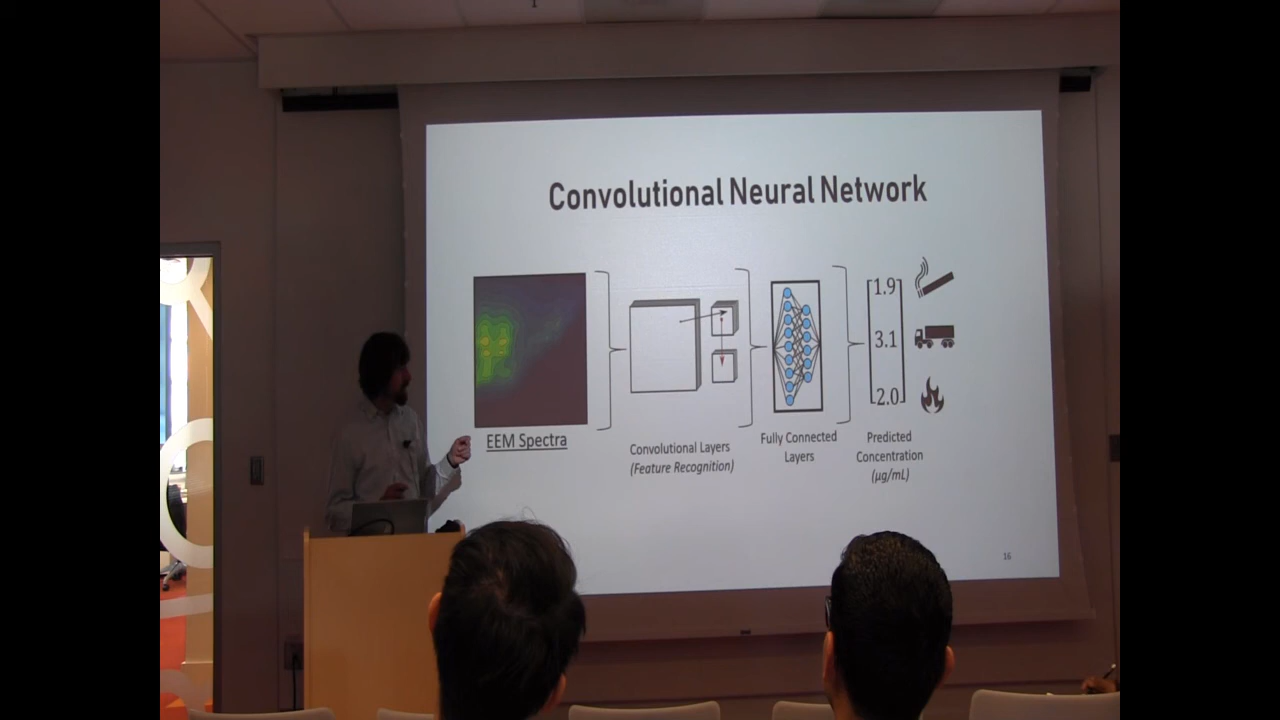 Convolutional Neural Network
1.9
3.1
2.0
EEM Spectra
Convolutional Layers
(Feature Recognition)
Fully Connected
Layers
Predicted
Concentration
(µg/mL)
16